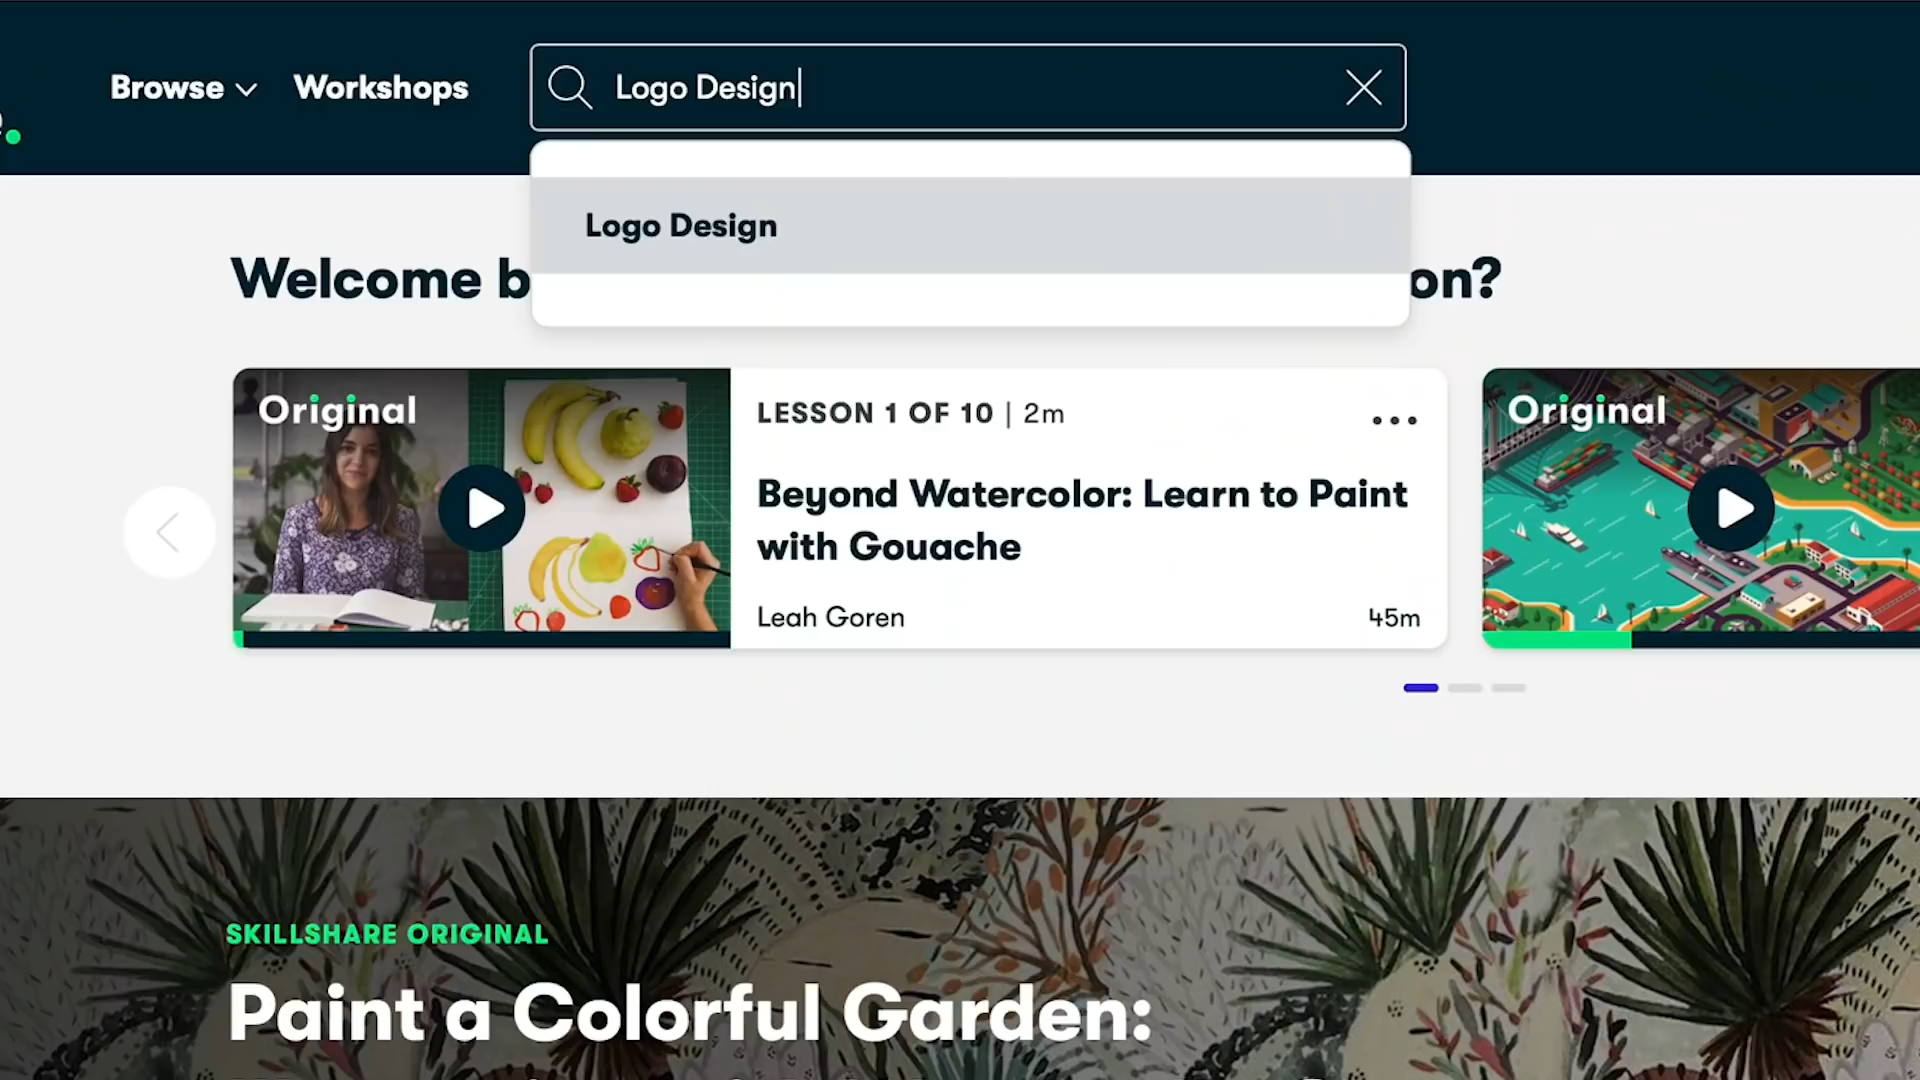 Browse
Workshops
Logo Design
Logo Design
Welcome b
on?
Original
LESSON 1 OF 10 | 2m
Beyond Watercolor: Learn to Paint
with Gouache
Leah Goren
45m
Original
SKILLSHARE ORIGINAL
Paint a Colorful Garden: